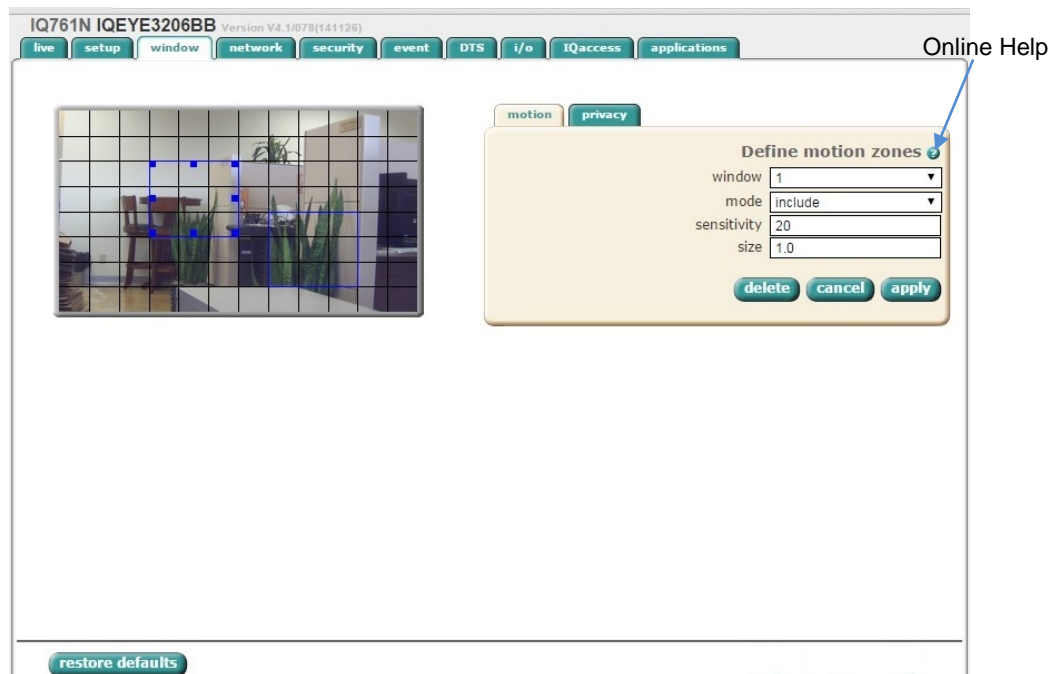 IQ761N IQEYE3206BB Version V4.1/078(141126)
live setup window network security event DTS i/o IQaccess applications
Online Help
motion privacy
Define motion zones ?
window 1
mode include
sensitivity 20
size 1.0
delete cancel apply
restore defaults